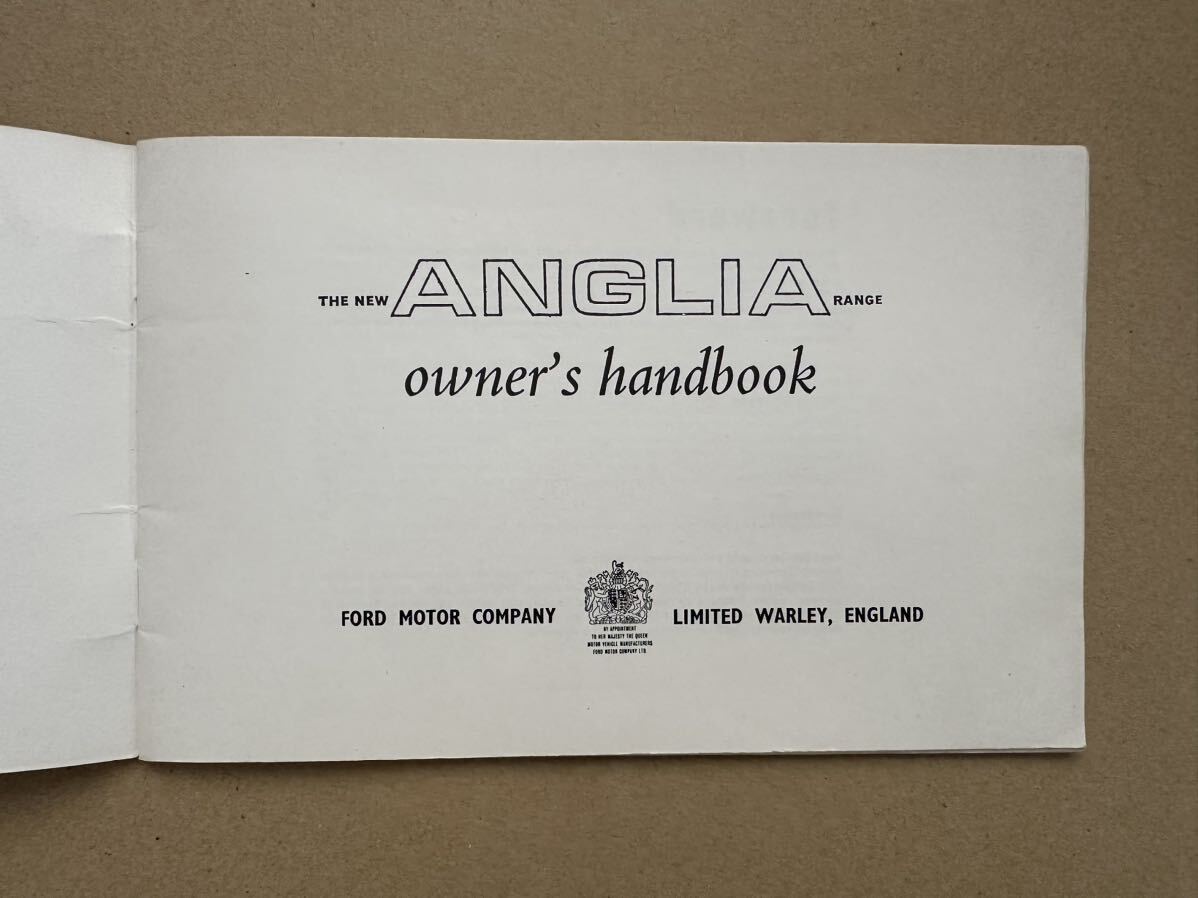 THE NEW ANGLIA RANGE
owner's handbook
FORD MOTOR COMPANY LIMITED WARLEY, ENGLAND
BY APPOINTMENT
TO HER MAJESTY THE QUEEN
MOTOR VEHICLE MANUFACTURERS
FORD MOTOR COMPANY LTD.